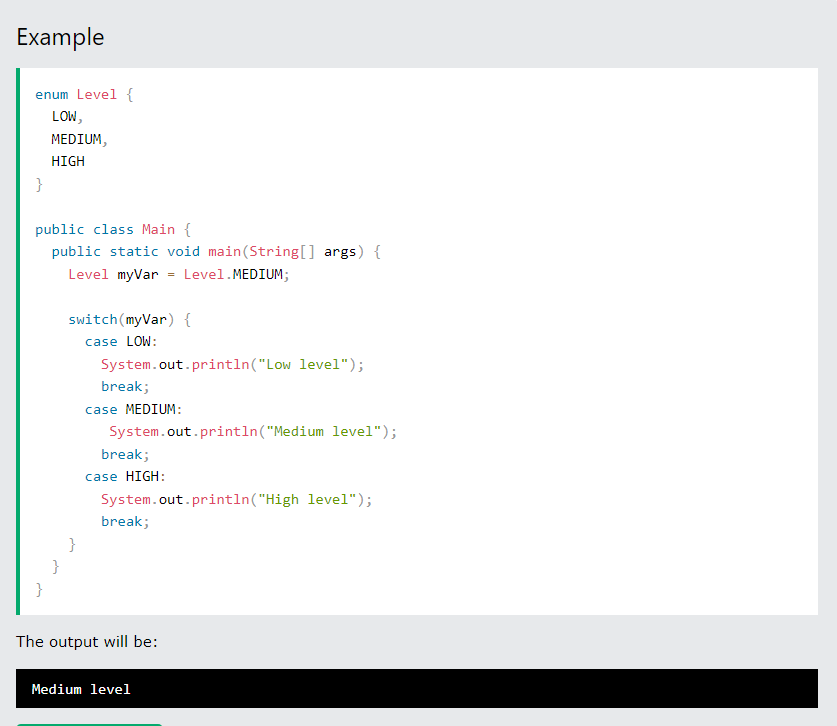 Example
enum Level {
  LOW,
  MEDIUM,
  HIGH
}

public class Main {
  public static void main(String[] args) {
    Level myVar = Level.MEDIUM;

    switch(myVar) {
      case LOW:
        System.out.println("Low level");
        break;
      case MEDIUM:
         System.out.println("Medium level");
        break;
      case HIGH:
        System.out.println("High level");
        break;
    }
  }
}
The output will be:
Medium level